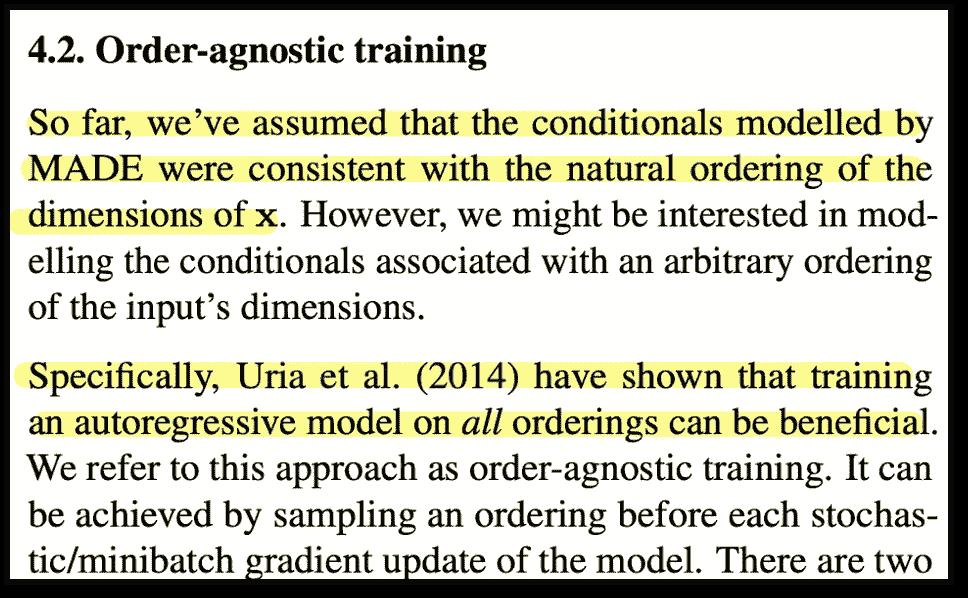 4.2. Order-agnostic training
So far, we've assumed that the conditionals modelled by
MADE were consistent with the natural ordering of the
dimensions of x. However, we might be interested in mod-
elling the conditionals associated with an arbitrary ordering
of the input's dimensions.
Specifically, Uria et al. (2014) have shown that training
an autoregressive model on all orderings can be beneficial.
We refer to this approach as order-agnostic training. It can
be achieved by sampling an ordering before each stochas-
tic/minibatch gradient update of the model. There are two